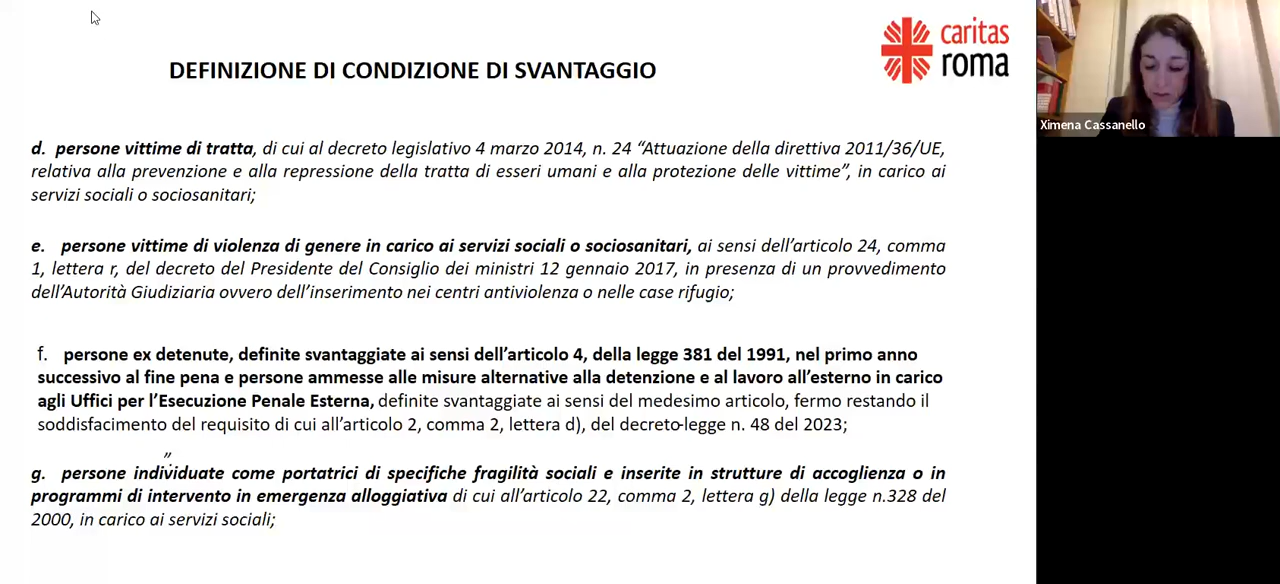 DEFINIZIONE DI CONDIZIONE DI SVANTAGGIO
caritas
roma
Ximena Cassanello
d. persone vittime di tratta, di cui al decreto legislativo 4 marzo 2014, n. 24 “Attuazione della direttiva 2011/36/UE,
relativa alla prevenzione e alla repressione della tratta di esseri umani e alla protezione delle vittime”, in carico ai
servizi sociali o sociosanitari;
e. persone vittime di violenza di genere in carico ai servizi sociali o sociosanitari, ai sensi dell’articolo 24, comma
1, lettera r, del decreto del Presidente del Consiglio dei ministri 12 gennaio 2017, in presenza di un provvedimento
dell’Autorità Giudiziaria ovvero dell’inserimento nei centri antiviolenza o nelle case rifugio;
f. persone ex detenute, definite svantaggiate ai sensi dell’articolo 4, della legge 381 del 1991, nel primo anno
successivo al fine pena e persone ammesse alle misure alternative alla detenzione e al lavoro all’esterno in carico
agli Uffici per l’Esecuzione Penale Esterna, definite svantaggiate ai sensi del medesimo articolo, fermo restando il
soddisfacimento del requisito di cui all’articolo 2, comma 2, lettera d), del decreto-legge n. 48 del 2023;
”
g. persone individuate come portatrici di specifiche fragilità sociali e inserite in strutture di accoglienza o in
programmi di intervento in emergenza alloggiativa di cui all’articolo 22, comma 2, lettera g) della legge n.328 del
2000, in carico ai servizi sociali;